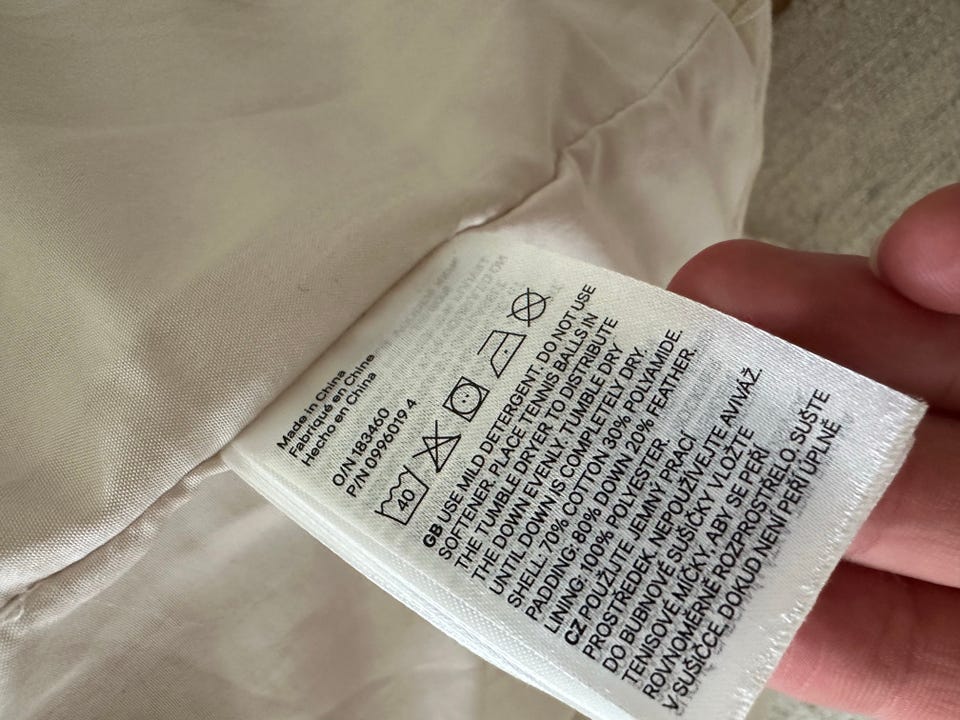 Made in China
Fabriqué en Chine
Hecho en China
O/N 183460
P/N 0996019 4
40
GB USE MILD DETERGENT. DO NOT USE
SOFTENER PLACE TENNIS BALLS IN
THE TUMBLE DRYER TO DISTRIBUTE
THE DOWN EVENLY. TUMBLE DRY
UNTIL DOWN IS COMPLETELY DRY.
SHELL: 70% COTTON 30% POLYAMIDE.
PADDING: 80% DOWN 20% FEATHER.
LINING: 100% POLYESTER.
CZ POUŽIJTE JEMNÝ PRACÍ
PROSTŘEDEK. NEPOUŽÍVEJTE AVIVÁŽ.
DO BUBNOVÉ SUŠIČKY VLOŽTE
TENISOVÉ MÍČKY, ABY SE PEŘÍ
ROVNOMĚRNĚ ROZPROSTŘELO. SUŠTE
V SUŠIČCE, DOKUD NENÍ PEŘÍ ÚPLNĚ